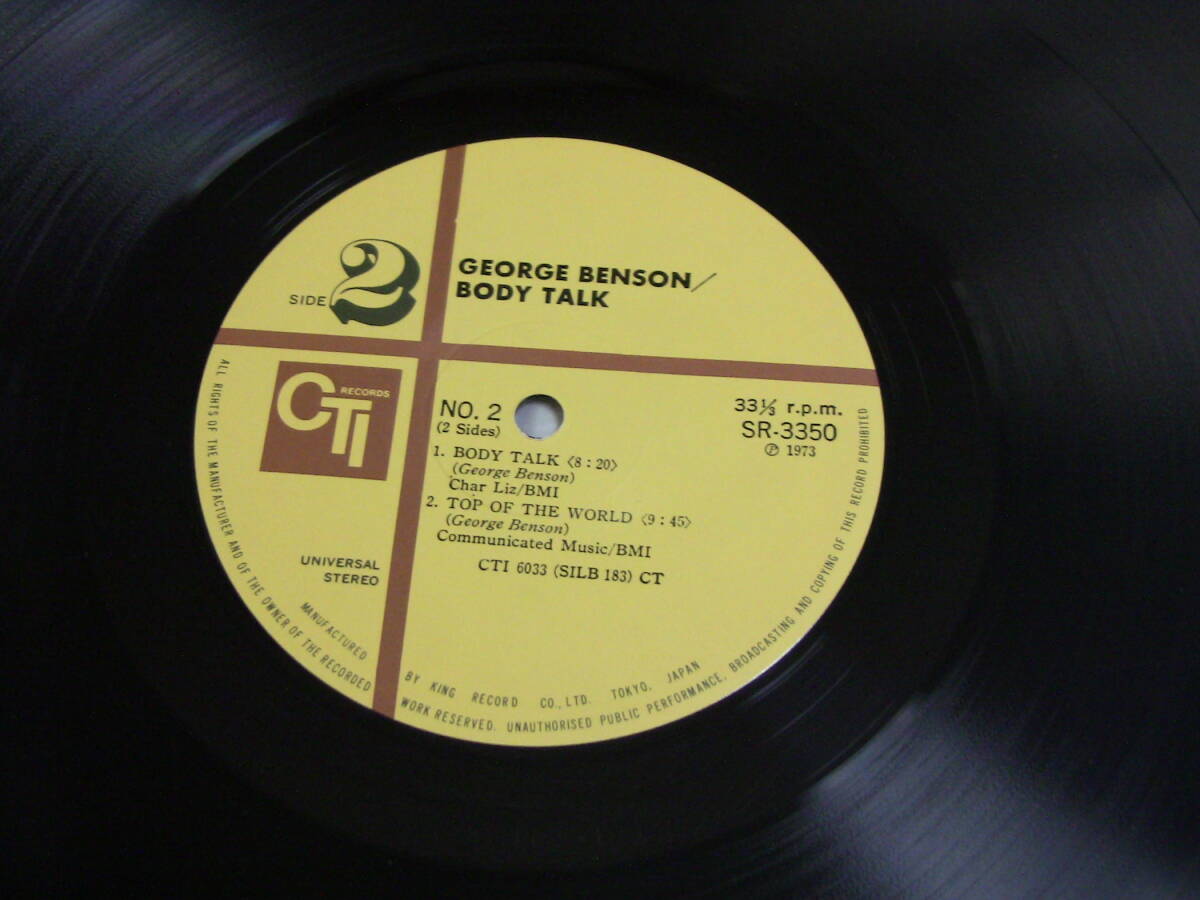 SIDE 2
GEORGE BENSON/
BODY TALK
CTI RECORDS
NO. 2
(2 Sides)
33⅓ r.p.m.
SR-3350
℗ 1973
1. BODY TALK 〈8:20〉
(George Benson)
Char Liz/BMI
2. TOP OF THE WORLD 〈9:45〉
(George Benson)
Communicated Music/BMI
CTI 6033 (SILB 183) CT
UNIVERSAL
STEREO
MANUFACTURED BY KING RECORD CO., LTD. TOKYO, JAPAN
ALL RIGHTS OF THE MANUFACTURER AND OF THE OWNER OF THE RECORDED WORK RESERVED. UNAUTHORISED PUBLIC PERFORMANCE, BROADCASTING AND COPYING OF THIS RECORD PROHIBITED